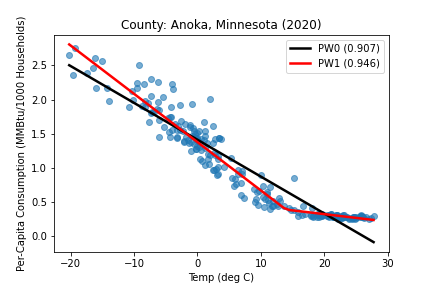 County: Anoka, Minnesota (2020)
PW0 (0.907)
PW1 (0.946)
Per-Capita Consumption (MMBtu/1000 Households)
2.5
2.0
1.5
1.0
0.5
0.0
−20 −10 0 10 20 30
Temp (deg C)